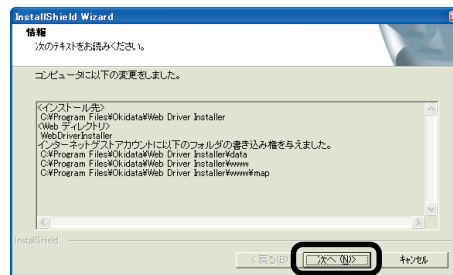 InstallShield Wizard
情報
次のテキストをお読みください。
コンピュータに以下の変更をしました。
<インストール先>
C:¥Program Files¥Okidata¥Web Driver Installer
<Web ディレクトリ>
WebDriverInstaller
インターネットゲストアカウントに以下のフォルダの書き込み権を与えました。
C:¥Program Files¥Okidata¥Web Driver Installer¥data
C:¥Program Files¥Okidata¥Web Driver Installer¥www
C:¥Program Files¥Okidata¥Web Driver Installer¥www¥map
InstallShield
< 戻る(B) 次へ(N)> キャンセル